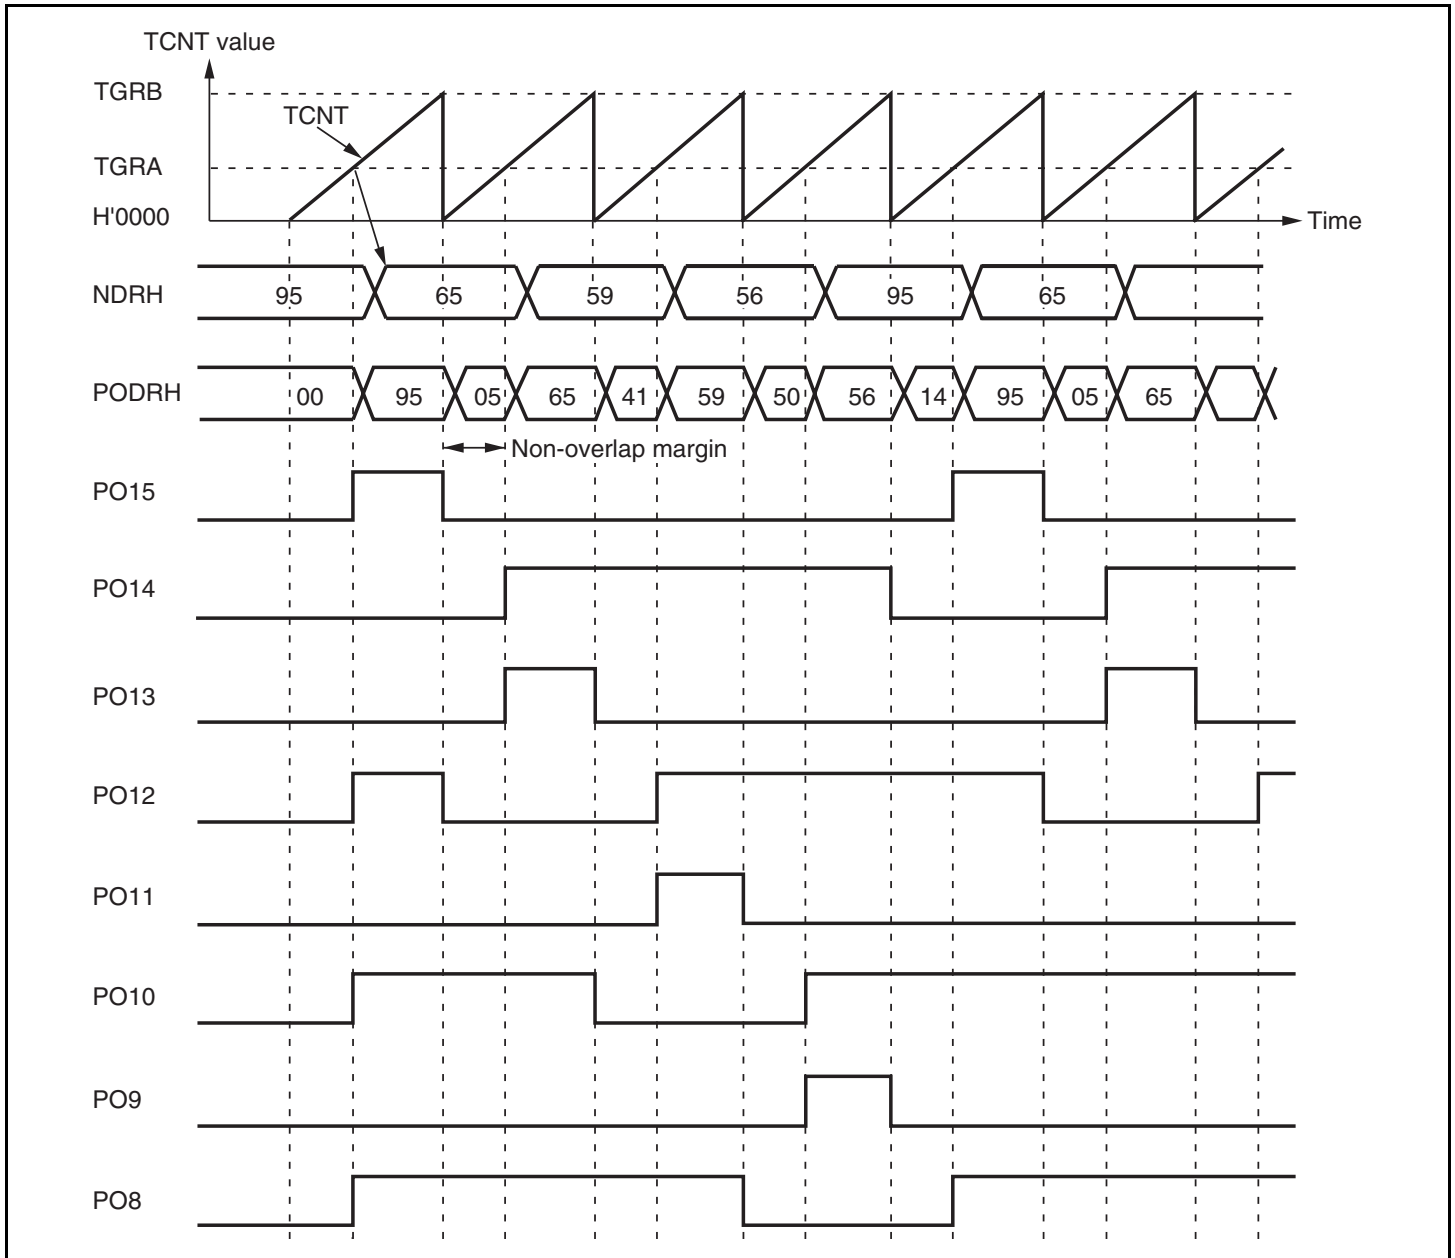 TCNT value
TGRB
TCNT
TGRA
H'0000
Time
NDRH 95 65 59 56 95 65
PODRH 00 95 05 65 41 59 50 56 14 95 05 65
Non-overlap margin
PO15
PO14
PO13
PO12
PO11
PO10
PO9
PO8